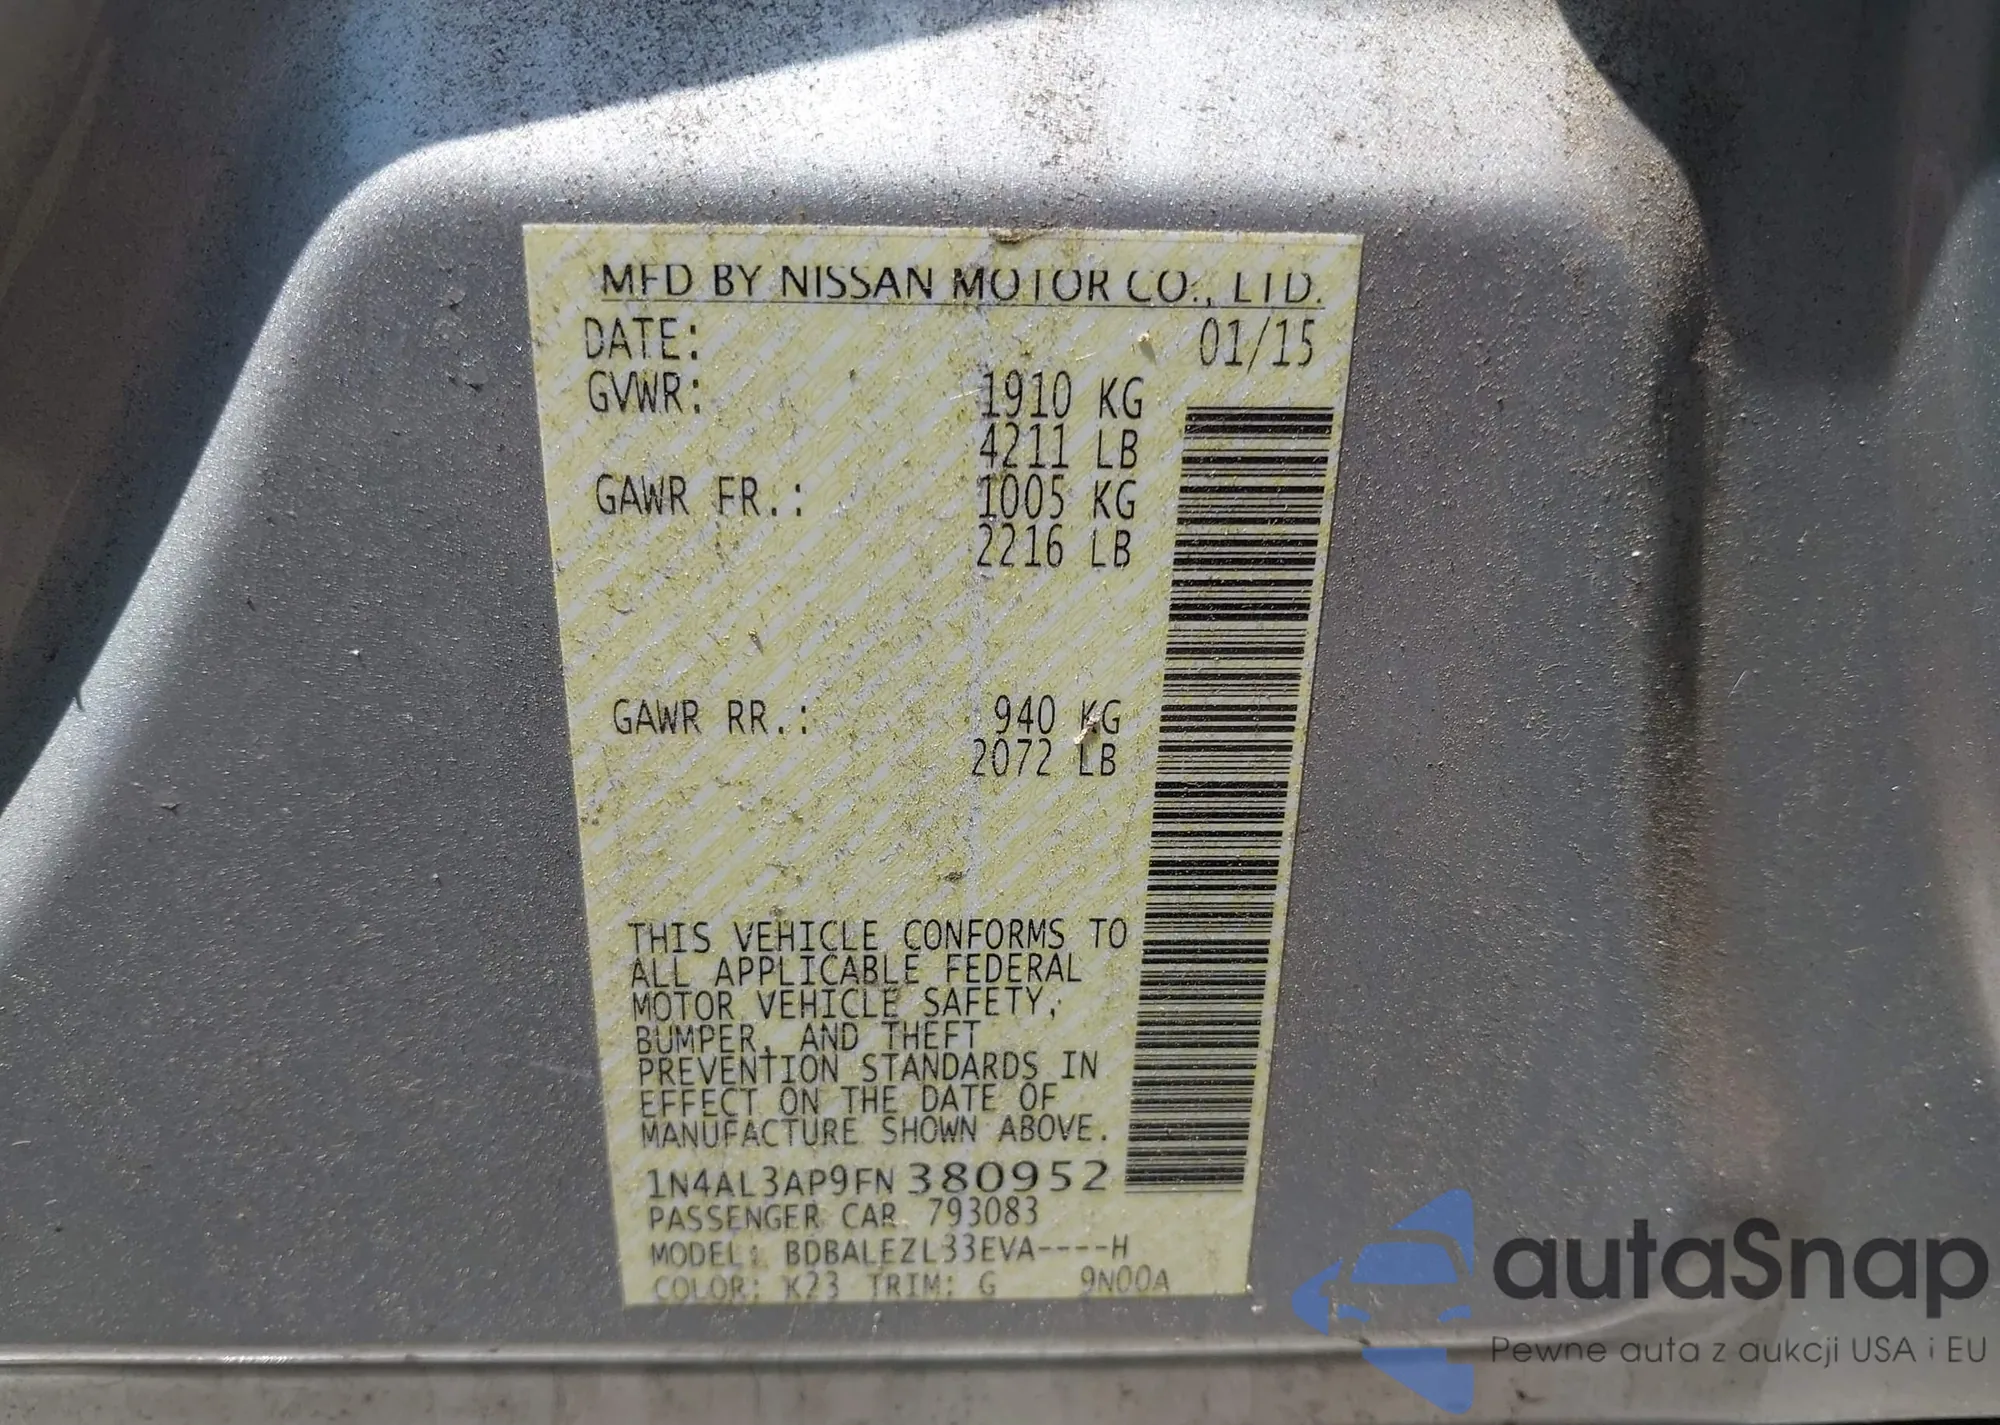 MFD BY NISSAN MOTOR CO., LTD.
DATE: 01/15
GVWR: 1910 KG
4211 LB
GAWR FR.: 1005 KG
2216 LB
GAWR RR.: 940 KG
2072 LB
THIS VEHICLE CONFORMS TO
ALL APPLICABLE FEDERAL
MOTOR VEHICLE SAFETY,
BUMPER, AND THEFT
PREVENTION STANDARDS IN
EFFECT ON THE DATE OF
MANUFACTURE SHOWN ABOVE.
1N4AL3AP9FN380952
PASSENGER CAR 793083
MODEL: BDBALEZL33EVA----H
COLOR: K23 TRIM: G 9N00A
autaSnap
Pewne auta z aukcji USA i EU